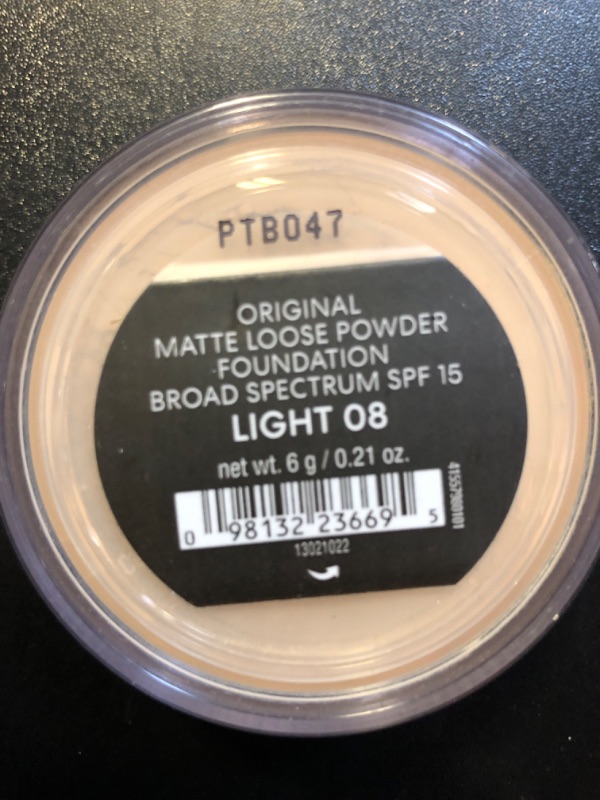 PTB047
ORIGINAL
MATTE LOOSE POWDER
FOUNDATION
BROAD SPECTRUM SPF 15
LIGHT 08
net wt. 6 g / 0.21 oz.
0 98132 23669 5
13021022